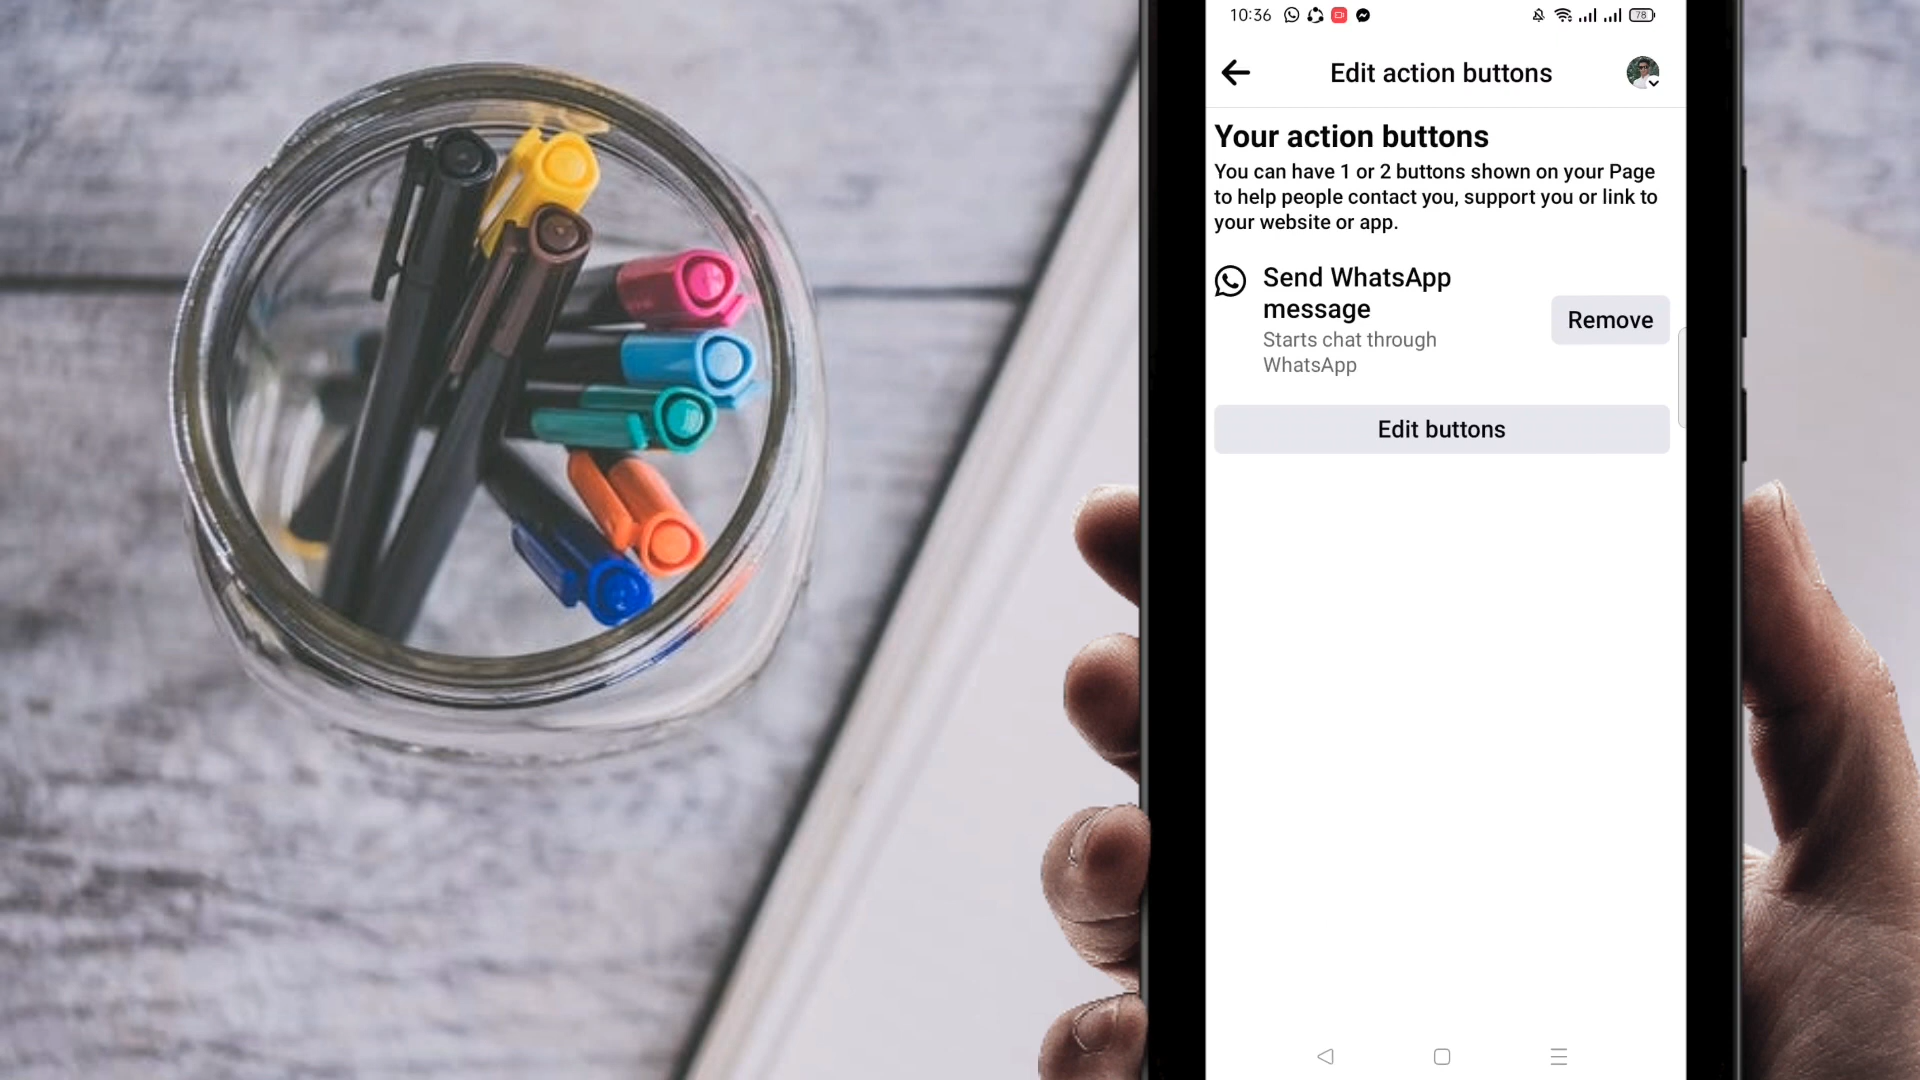 10:36
78
Edit action buttons
Your action buttons
You can have 1 or 2 buttons shown on your Page
to help people contact you, support you or link to
your website or app.
Send WhatsApp
message
Starts chat through
WhatsApp
Remove
Edit buttons